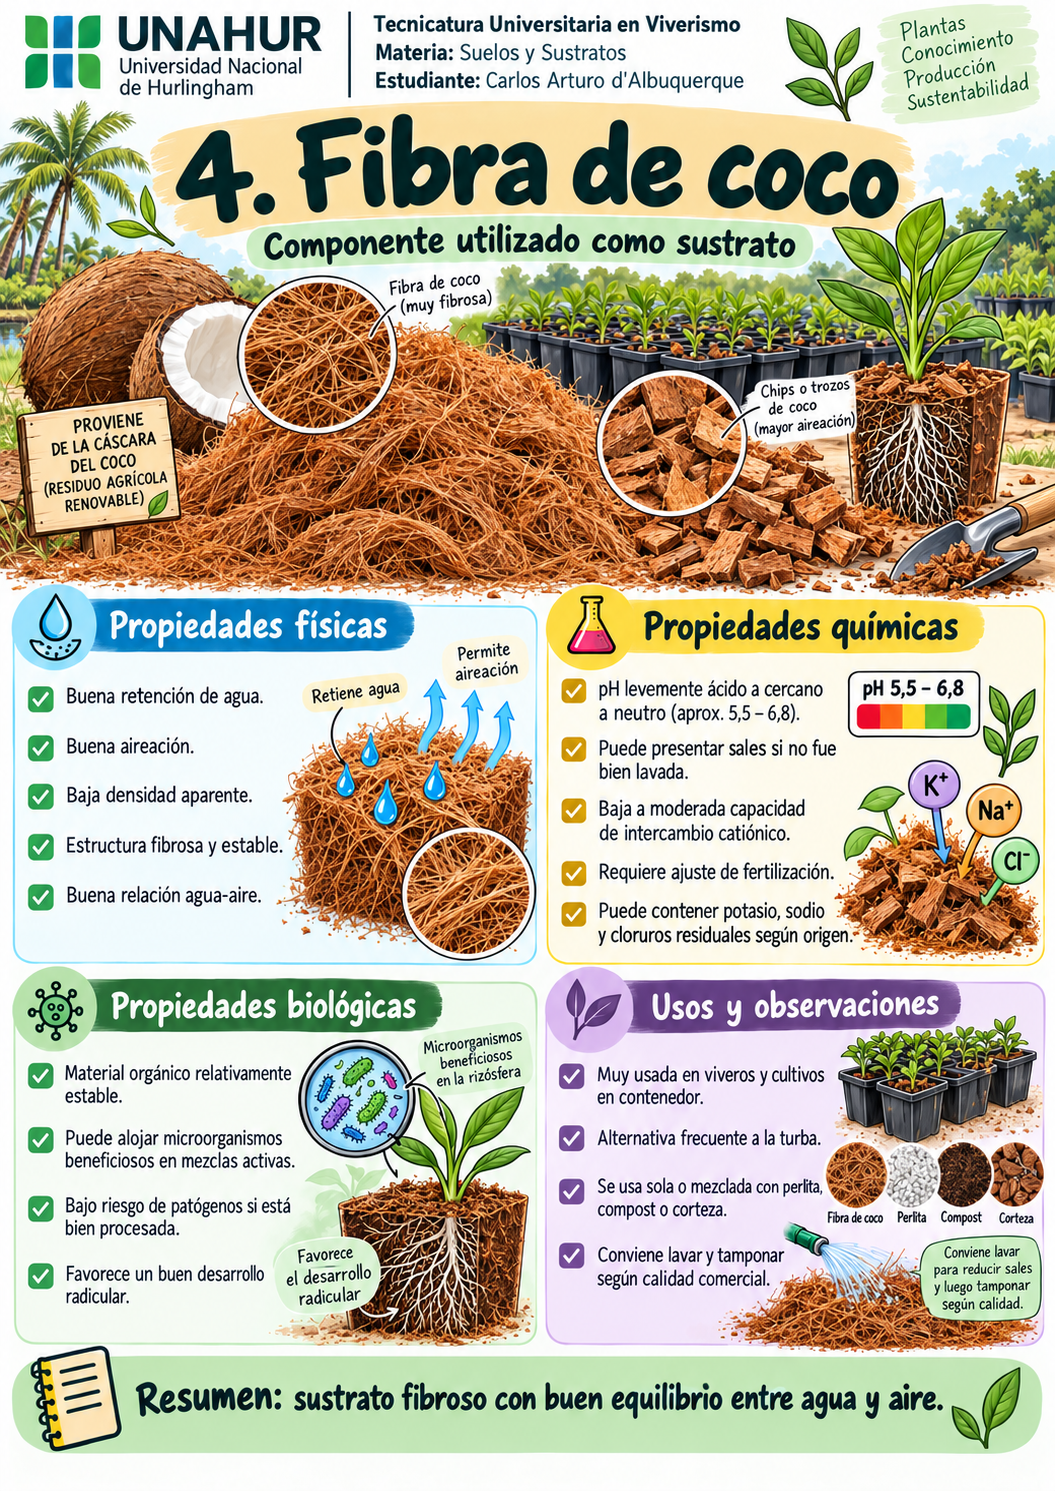 UNAHUR
Universidad Nacional
de Hurlingham
Tecnicatura Universitaria en Viverismo
Materia: Suelos y Sustratos
Estudiante: Carlos Arturo d'Albuquerque
Plantas
Conocimiento
Producción
Sustentabilidad
4. Fibra de coco
Componente utilizado como sustrato
Fibra de coco
(muy fibrosa)
Chips o trozos
de coco
(mayor aireación)
PROVIENE
DE LA CÁSCARA
DEL COCO
(RESIDUO AGRÍCOLA
RENOVABLE)
Propiedades físicas
Buena retención de agua.
Buena aireación.
Baja densidad aparente.
Estructura fibrosa y estable.
Buena relación agua-aire.
Retiene agua
Permite
aireación
Propiedades químicas
pH levemente ácido a cercano
a neutro (aprox. 5,5 – 6,8).
Puede presentar sales si no fue
bien lavada.
Baja a moderada capacidad
de intercambio catiónico.
Requiere ajuste de fertilización.
Puede contener potasio, sodio
y cloruros residuales según origen.
pH 5,5 – 6,8
K+
Na+
Cl−
Propiedades biológicas
Material orgánico relativamente
estable.
Puede alojar microorganismos
beneficiosos en mezclas activas.
Bajo riesgo de patógenos si está
bien procesada.
Favorece un buen desarrollo
radicular.
Microorganismos
beneficiosos
en la rizósfera
Favorece
el desarrollo
radicular
Usos y observaciones
Muy usada en viveros y cultivos
en contenedor.
Alternativa frecuente a la turba.
Se usa sola o mezclada con perlita,
compost o corteza.
Conviene lavar y tamponar
según calidad comercial.
Fibra de coco
Perlita
Compost
Corteza
Conviene lavar
para reducir sales
y luego tamponar
según calidad.
Resumen: sustrato fibroso con buen equilibrio entre agua y aire.